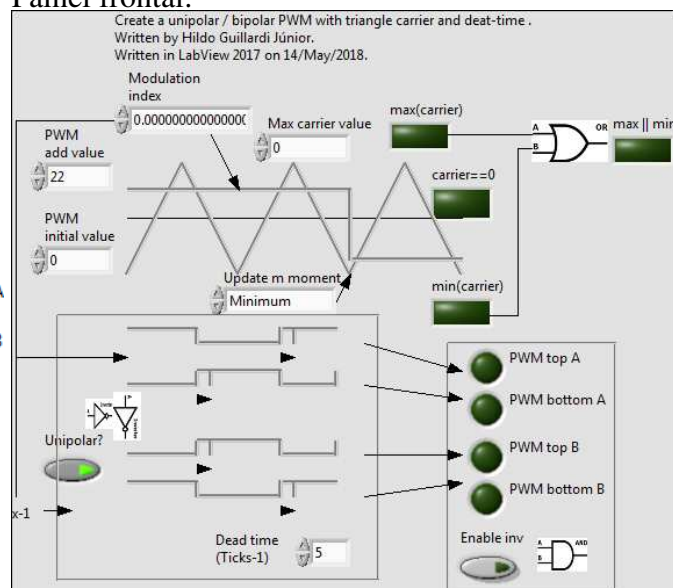 Painel frontal:
Create a unipolar / bipolar PWM with triangle carrier and deat-time .
Written by Hildo Guillardi Júnior.
Written in LabView 2017 on 14/May/2018.
Modulation
index
0.00000000000000
Max carrier value
0
max(carrier)
A
B
OR
max || min
PWM
add value
22
carrier==0
PWM
initial value
0
Update m moment
Minimum
min(carrier)
PWM top A
PWM bottom A
Unipolar?
PWM top B
PWM bottom B
x-1
Dead time
(Ticks-1)
5
Enable inv
A
B
AND